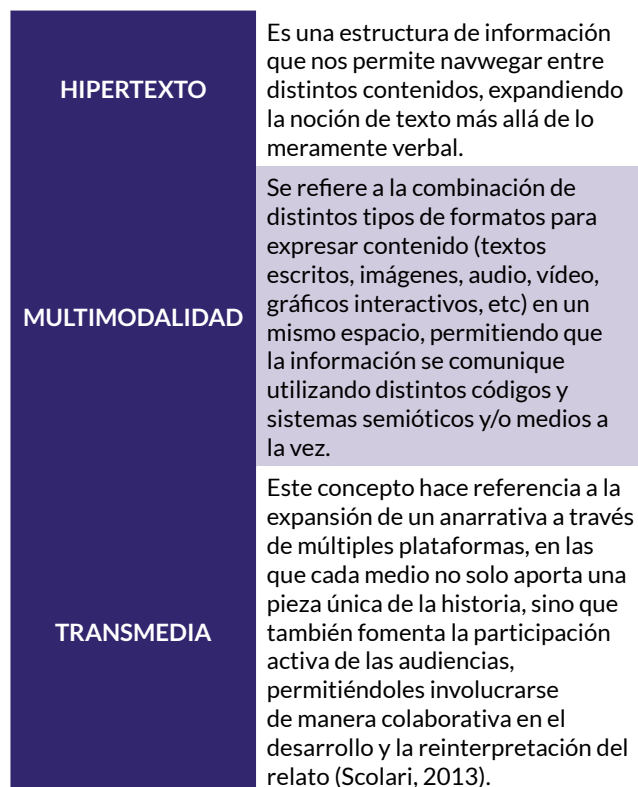 HIPERTEXTO
Es una estructura de información
que nos permite navwegar entre
distintos contenidos, expandiendo
la noción de texto más allá de lo
meramente verbal.
MULTIMODALIDAD
Se refiere a la combinación de
distintos tipos de formatos para
expresar contenido (textos
escritos, imágenes, audio, vídeo,
gráficos interactivos, etc) en un
mismo espacio, permitiendo que
la información se comunique
utilizando distintos códigos y
sistemas semióticos y/o medios a
la vez.
TRANSMEDIA
Este concepto hace referencia a la
expansión de un anarrativa a través
de múltiples plataformas, en las
que cada medio no solo aporta una
pieza única de la historia, sino que
también fomenta la participación
activa de las audiencias,
permitiéndoles involucrarse
de manera colaborativa en el
desarrollo y la reinterpretación del
relato (Scolari, 2013).